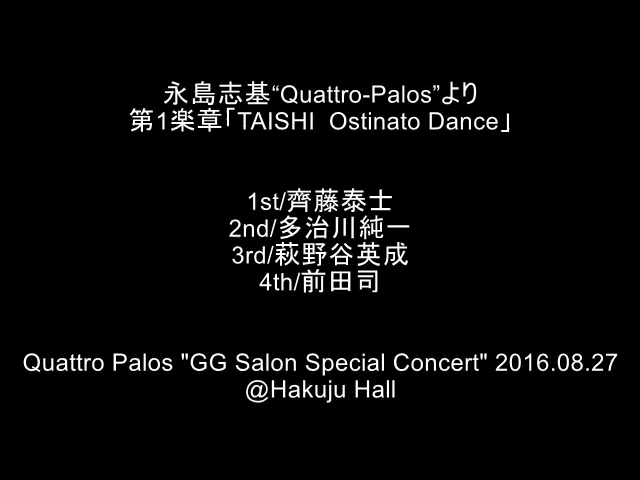 永島志基“Quattro-Palos”より
第1楽章「TAISHI  Ostinato Dance」
1st/齊藤泰士
2nd/多治川純一
3rd/萩野谷英成
4th/前田司
Quattro Palos "GG Salon Special Concert" 2016.08.27
@Hakuju Hall